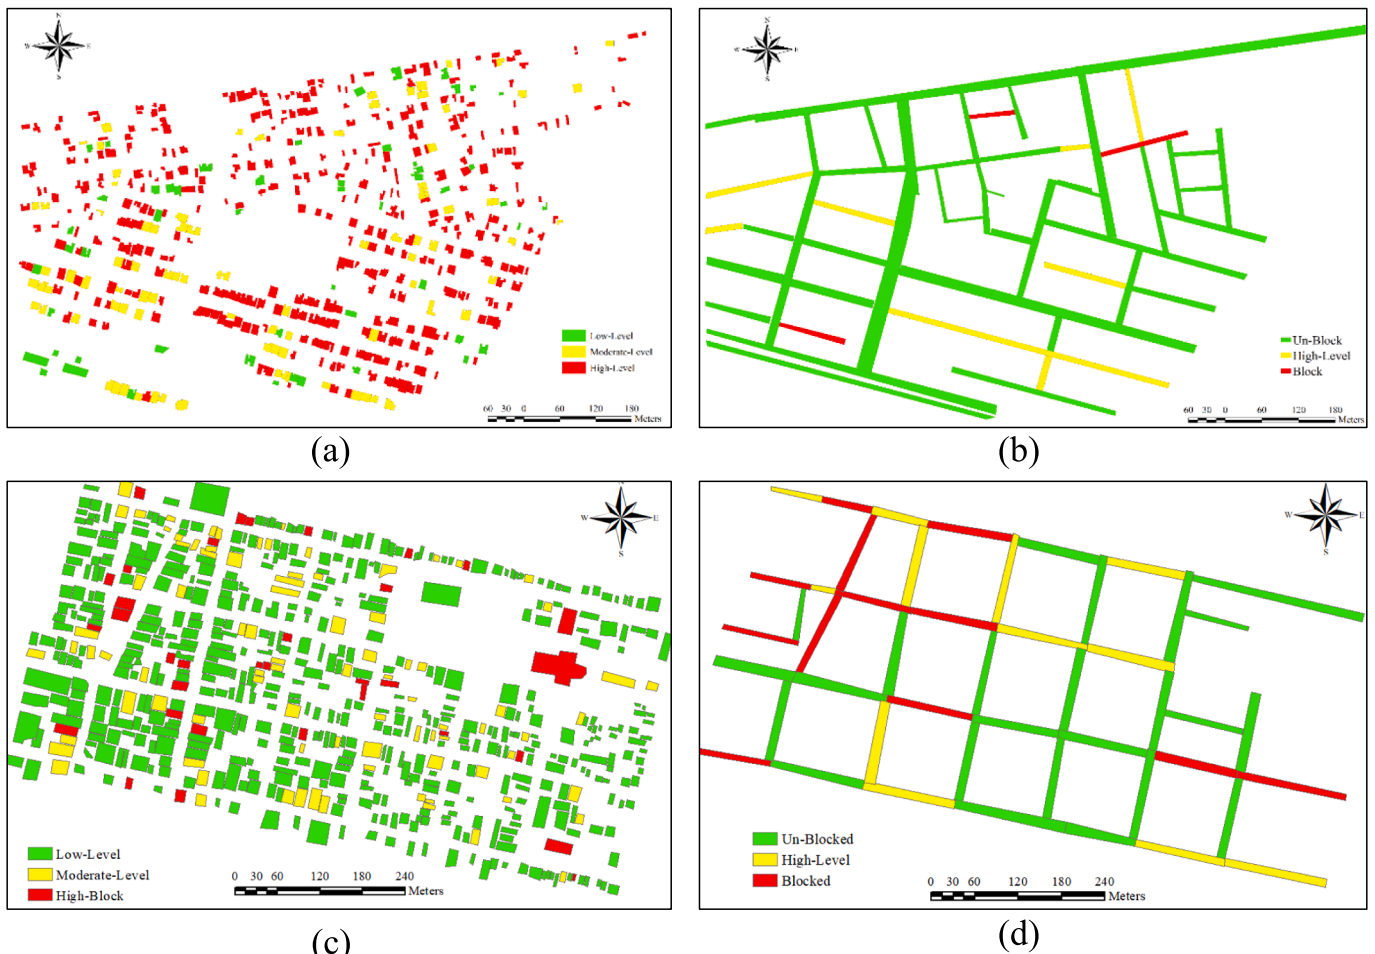 N
W E
S
Low-Level
Moderate-Level
High-Level
60 30 0 60 120 180
Meters
(a)
N
W E
S
Un-Block
High-Level
Block
60 30 0 60 120 180
Meters
(b)
W E
S
Low-Level
Moderate-Level
High-Block
0 30 60 120 180 240
Meters
(c)
W E
S
Un-Blocked
High-Level
Blocked
0 30 60 120 180 240
Meters
(d)